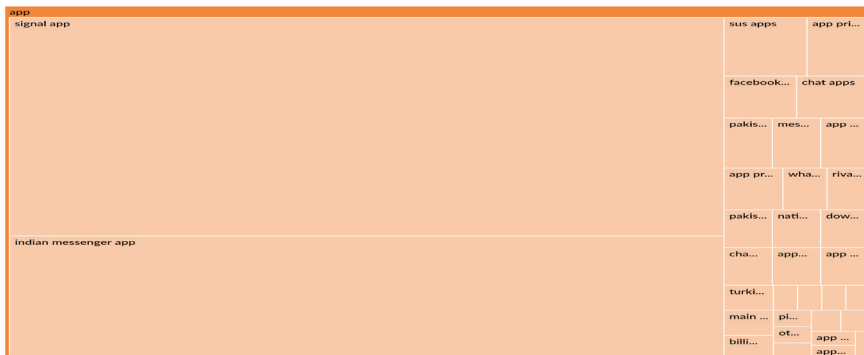 app
signal app
sus apps
app pri...
facebook...
chat apps
pakis...
mes...
app ...
app pr...
wha...
riva...
pakis...
nati...
dow...
indian messenger app
cha...
app...
app ...
turki...
main ...
pi...
ot...
billi...
app ...
app...